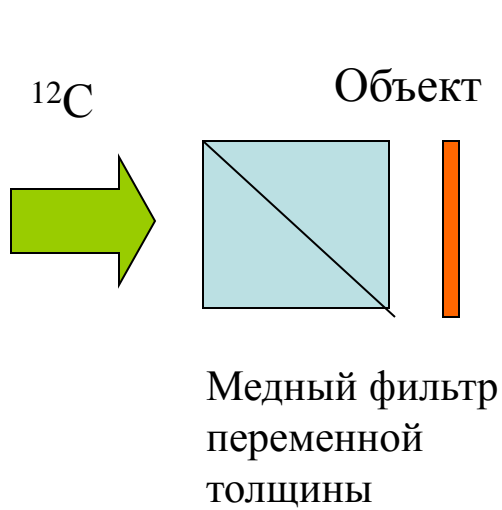 ¹²C
Объект
Медный фильтр
переменной
толщины